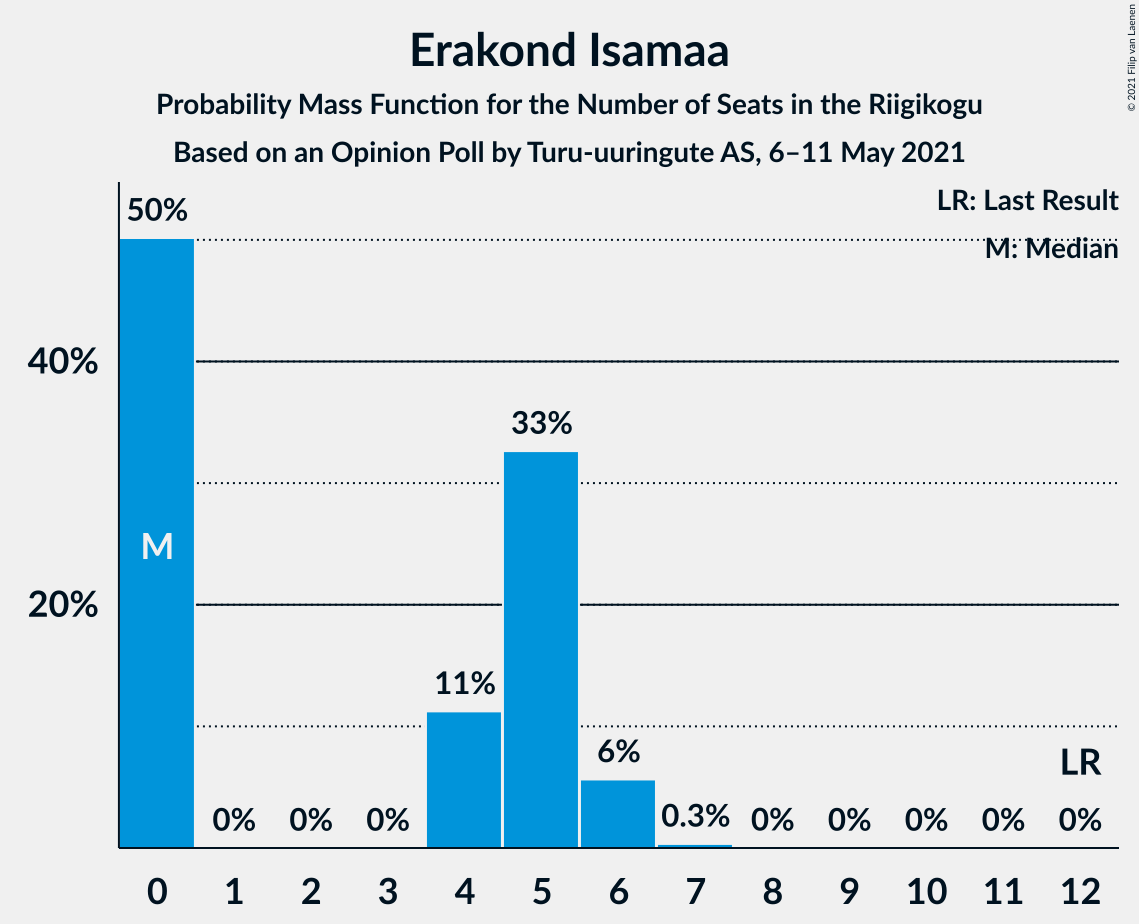 Erakond Isamaa
Probability Mass Function for the Number of Seats in the Riigikogu
Based on an Opinion Poll by Turu-uuringute AS, 6–11 May 2021
© 2021 Filip van Laenen
LR: Last Result
M: Median
50%
40%
33%
M
20%
11%
6%
LR
0% 0% 0% 0.3% 0% 0% 0% 0% 0%
0 1 2 3 4 5 6 7 8 9 10 11 12